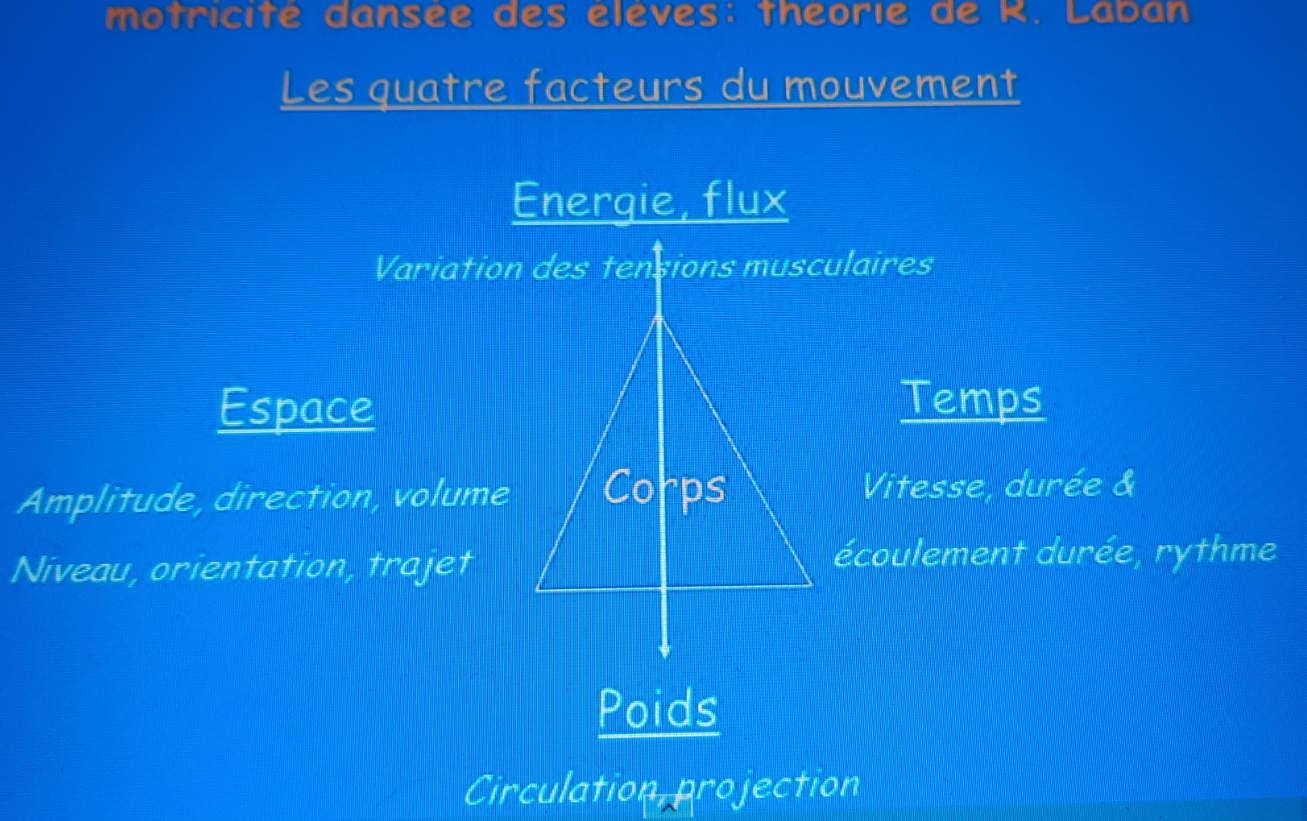 motricité dansée des élèves: théorie de R. Laban
Les quatre facteurs du mouvement
Energie, flux
Variation des tensions musculaires
Espace
Temps
Corps
Amplitude, direction, volume
Vitesse, durée &
Niveau, orientation, trajet
écoulement durée, rythme
Poids
Circulation, projection